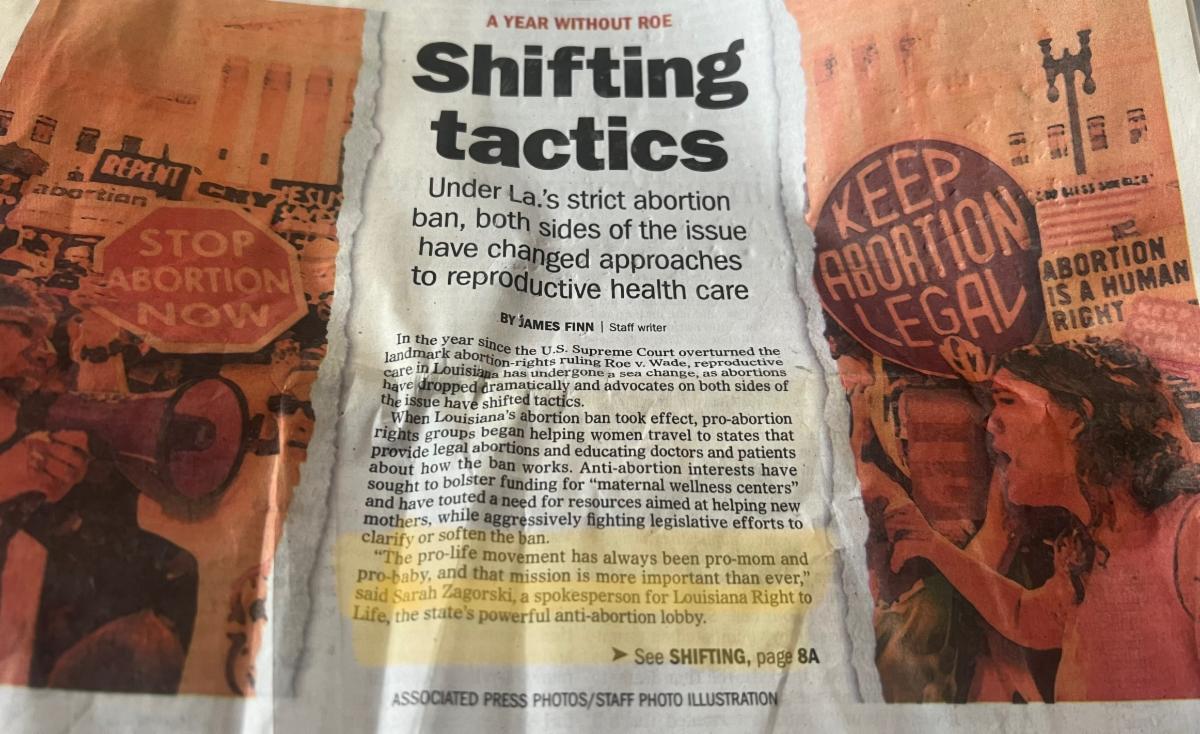 A YEAR WITHOUT ROE
Shifting
tactics
Under La.'s strict abortion
ban, both sides of the issue
have changed approaches
to reproductive health care
BY JAMES FINN | Staff writer
In the year since the U.S. Supreme Court overturned the
landmark abortion-rights ruling Roe v. Wade, reproductive
care in Louisiana has undergone a sea change, as abortions
have dropped dramatically and advocates on both sides of
the issue have shifted tactics.
When Louisiana's abortion ban took effect, pro-abortion
rights groups began helping women travel to states that
provide legal abortions and educating doctors and patients
about how the ban works. Anti-abortion interests have
sought to bolster funding for “maternal wellness centers”
and have touted a need for resources aimed at helping new
mothers, while aggressively fighting legislative efforts to
clarify or soften the ban.
“The pro-life movement has always been pro-mom and
pro-baby, and that mission is more important than ever,”
said Sarah Zagorski, a spokesperson for Louisiana Right to
Life, the state's powerful anti-abortion lobby.
➤ See SHIFTING, page 8A
ASSOCIATED PRESS PHOTOS/STAFF PHOTO ILLUSTRATION
REPENT
abortion
JESUS
STOP
ABORTION
NOW
KEEP
ABORTION
LEGAL
ABORTION
IS A HUMAN
RIGHT